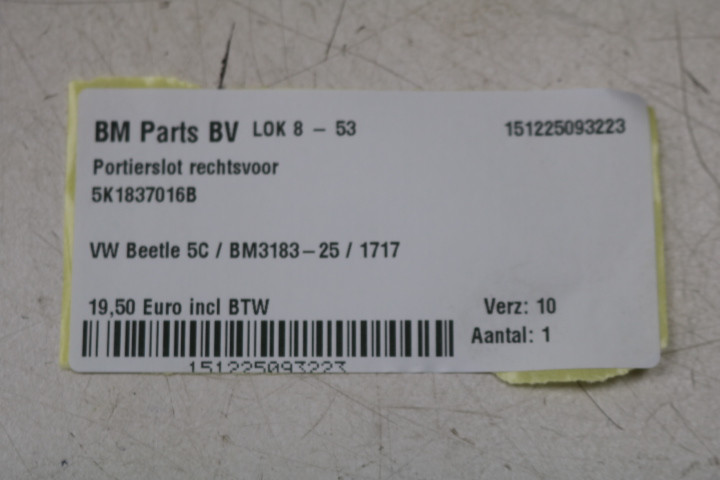 BM Parts BV LOK 8 - 53 151225093223
Portierslot rechtsvoor
5K1837016B
VW Beetle 5C / BM3183-25 / 1717
19,50 Euro incl BTW Verz: 10
Aantal: 1
151225093223